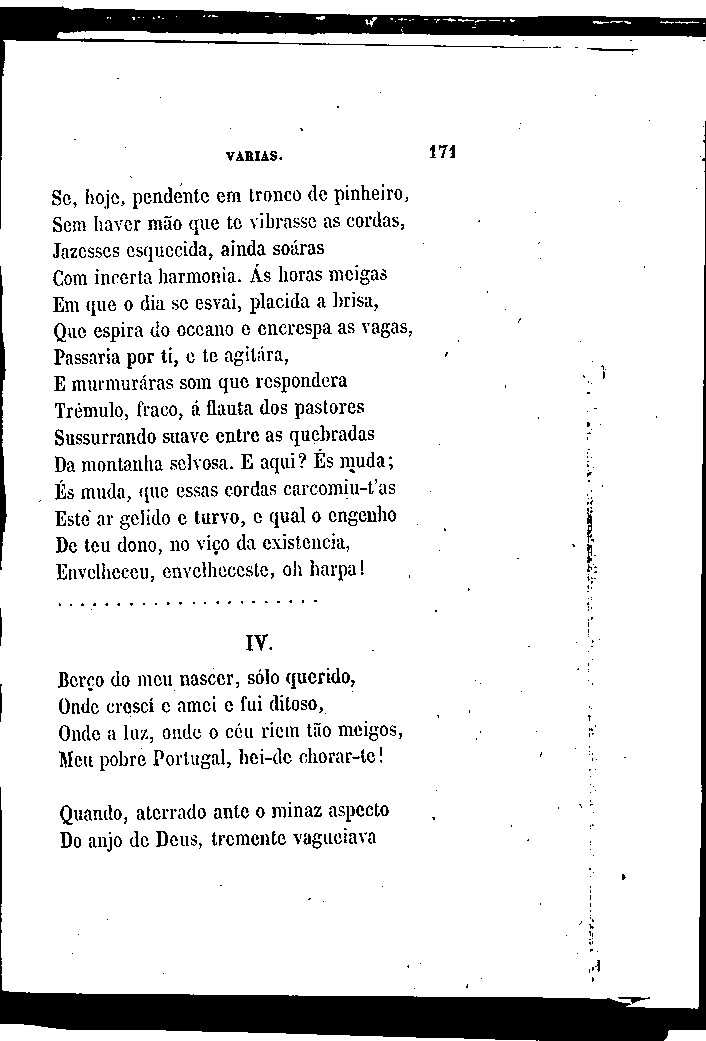 VARIAS. 171
Se, hoje, pendente em tronco de pinheiro,
Sem haver mão que te vibrasse as cordas,
Jazesses esquecida, ainda soáras
Com incerta harmonia. Ás horas meigas
Em que o dia se esvai, placida a brisa,
Que espira do oceano e encrespa as vagas,
Passaria por ti, e te agitára,
E murmuráras som que respondera
Trémulo, fraco, á flauta dos pastores
Sussurrando suave entre as quebradas
Da montanha selvosa. E aqui? És muda;
És muda, que essas cordas carcomiu-t'as
Este ar gelido e turvo, e qual o engenho
De teu dono, no viço da existencia,
Envelheceu, envelheceste, oh harpa!
. . . . . . . . . . . . . . . . . . . . . .
IV.
Berço do meu nascer, sólo querido,
Onde cresci e amei e fui ditoso,
Onde a luz, onde o céu riem tão meigos,
Meu pobre Portugal, hei-de chorar-te!
Quando, aterrado ante o minaz aspecto
Do anjo de Deus, tremente vagueiava